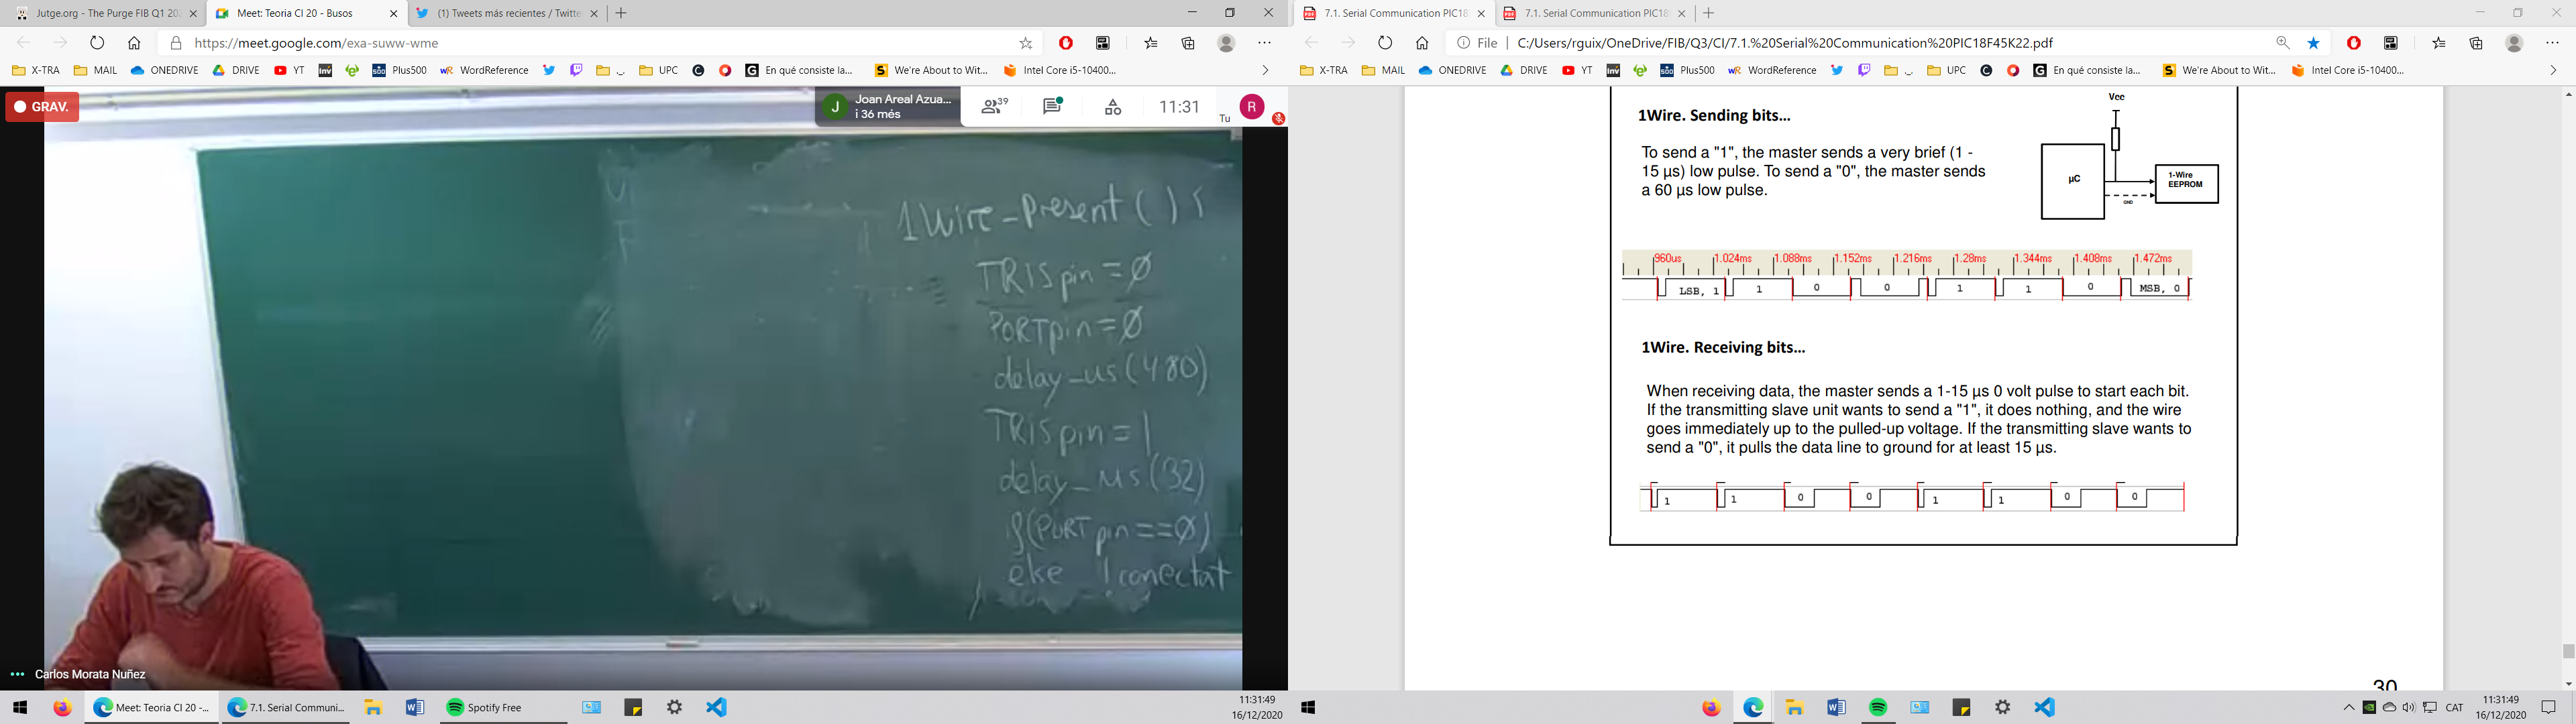 Jutge.org - The Purge FIB Q1 20
Meet: Teoria CI 20 - Busos
(1) Tweets más recientes / Twitte
https://meet.google.com/exa-suww-wme
X-TRA MAIL ONEDRIVE DRIVE YT Inv Plus500 WordReference UPC En qué consiste la... We're About to Wit... Intel Core i5-10400...
GRAV.
J
Joan Areal Azua...
i 36 més
39
11:31
Tu
R
1Wire-Present ( ) {
TRISpin = Ø
PORTpin = Ø
delay-us(480)
TRISpin = 1
delay-us(32)
if(PORTpin==Ø)
else !conectat
}
Carlos Morata Nuñez
Meet: Teoria CI 20 -...
7.1. Serial Communi...
Spotify Free
11:31:49
16/12/2020
7.1. Serial Communication PIC18
7.1. Serial Communication PIC18
File C:/Users/rguix/OneDrive/FIB/Q3/CI/7.1.%20Serial%20Communication%20PIC18F45K22.pdf
X-TRA MAIL ONEDRIVE DRIVE YT Inv Plus500 WordReference UPC En qué consiste la... We're About to Wit... Intel Core i5-10400...
1Wire. Sending bits...
To send a "1", the master sends a very brief (1 -
15 µs) low pulse. To send a "0", the master sends
a 60 µs low pulse.
Vcc
µC
1-Wire
EEPROM
GND
960us 1.024ms 1.088ms 1.152ms 1.216ms 1.28ms 1.344ms 1.408ms 1.472ms
LSB, 1 1 0 0 1 1 0 MSB, 0
1Wire. Receiving bits...
When receiving data, the master sends a 1-15 µs 0 volt pulse to start each bit.
If the transmitting slave unit wants to send a "1", it does nothing, and the wire
goes immediately up to the pulled-up voltage. If the transmitting slave wants to
send a "0", it pulls the data line to ground for at least 15 µs.
1 1 0 0 1 1 0 0
30
CAT
11:31:49
16/12/2020